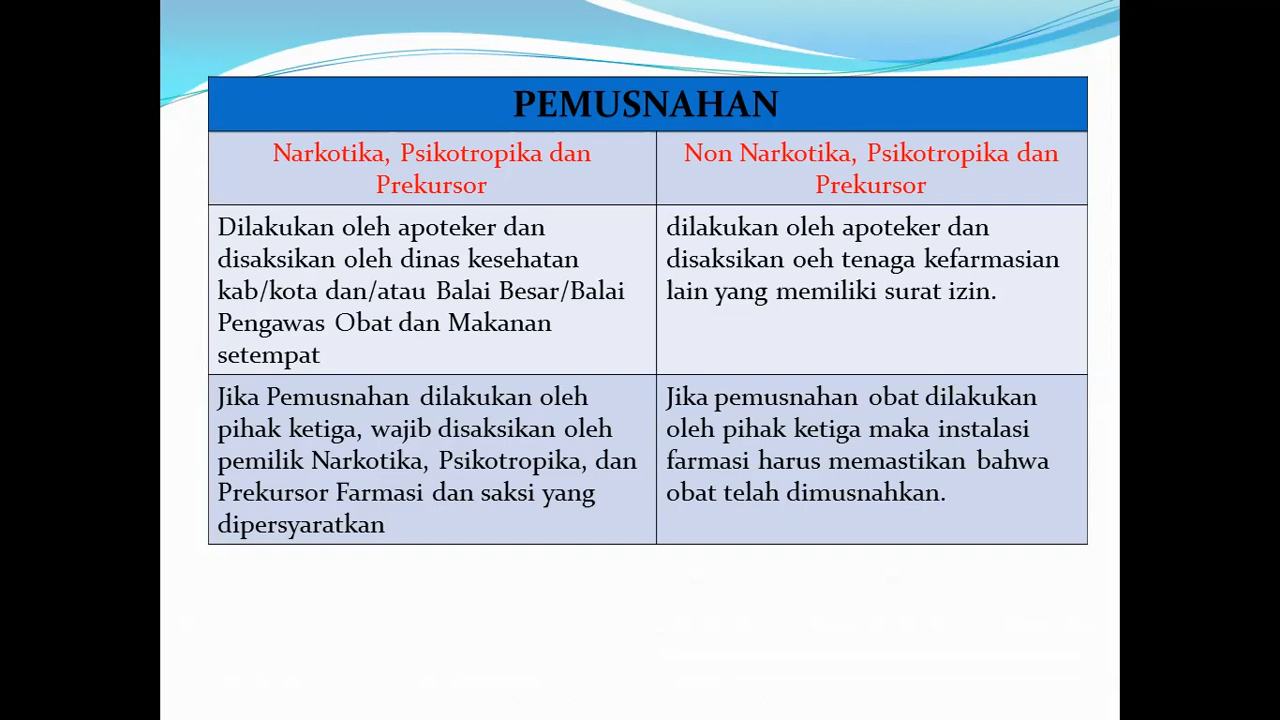 PEMUSNAHAN
Narkotika, Psikotropika dan
Prekursor
Non Narkotika, Psikotropika dan
Prekursor
Dilakukan oleh apoteker dan
disaksikan oleh dinas kesehatan
kab/kota dan/atau Balai Besar/Balai
Pengawas Obat dan Makanan
setempat
dilakukan oleh apoteker dan
disaksikan oeh tenaga kefarmasian
lain yang memiliki surat izin.
Jika Pemusnahan dilakukan oleh
pihak ketiga, wajib disaksikan oleh
pemilik Narkotika, Psikotropika, dan
Prekursor Farmasi dan saksi yang
dipersyaratkan
Jika pemusnahan obat dilakukan
oleh pihak ketiga maka instalasi
farmasi harus memastikan bahwa
obat telah dimusnahkan.